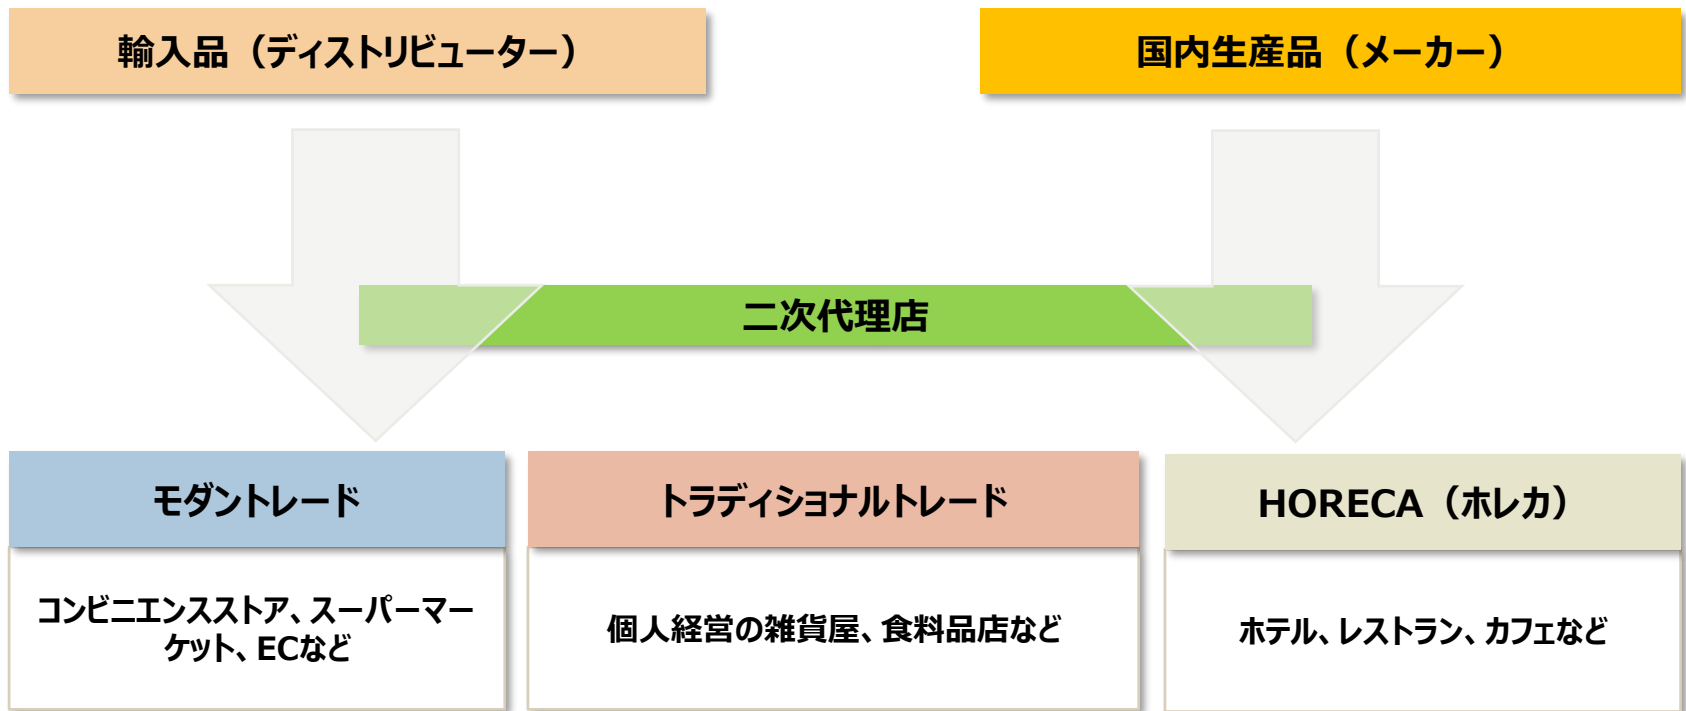 輸入品（ディストリビューター）
国内生産品（メーカー）
二次代理店
モダントレード
トラディショナルトレード
HORECA（ホレカ）
コンビニエンスストア、スーパーマー
ケット、ECなど
個人経営の雑貨屋、食料品店など
ホテル、レストラン、カフェなど